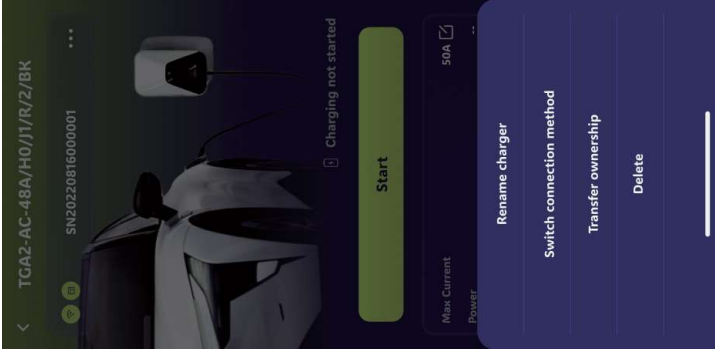 TGA2-AC-48A/H0/J1/R/2/BK
SN20220816000001
Charging not started
Start
Max Current
50A
Power
--
Rename charger
Switch connection method
Transfer ownership
Delete